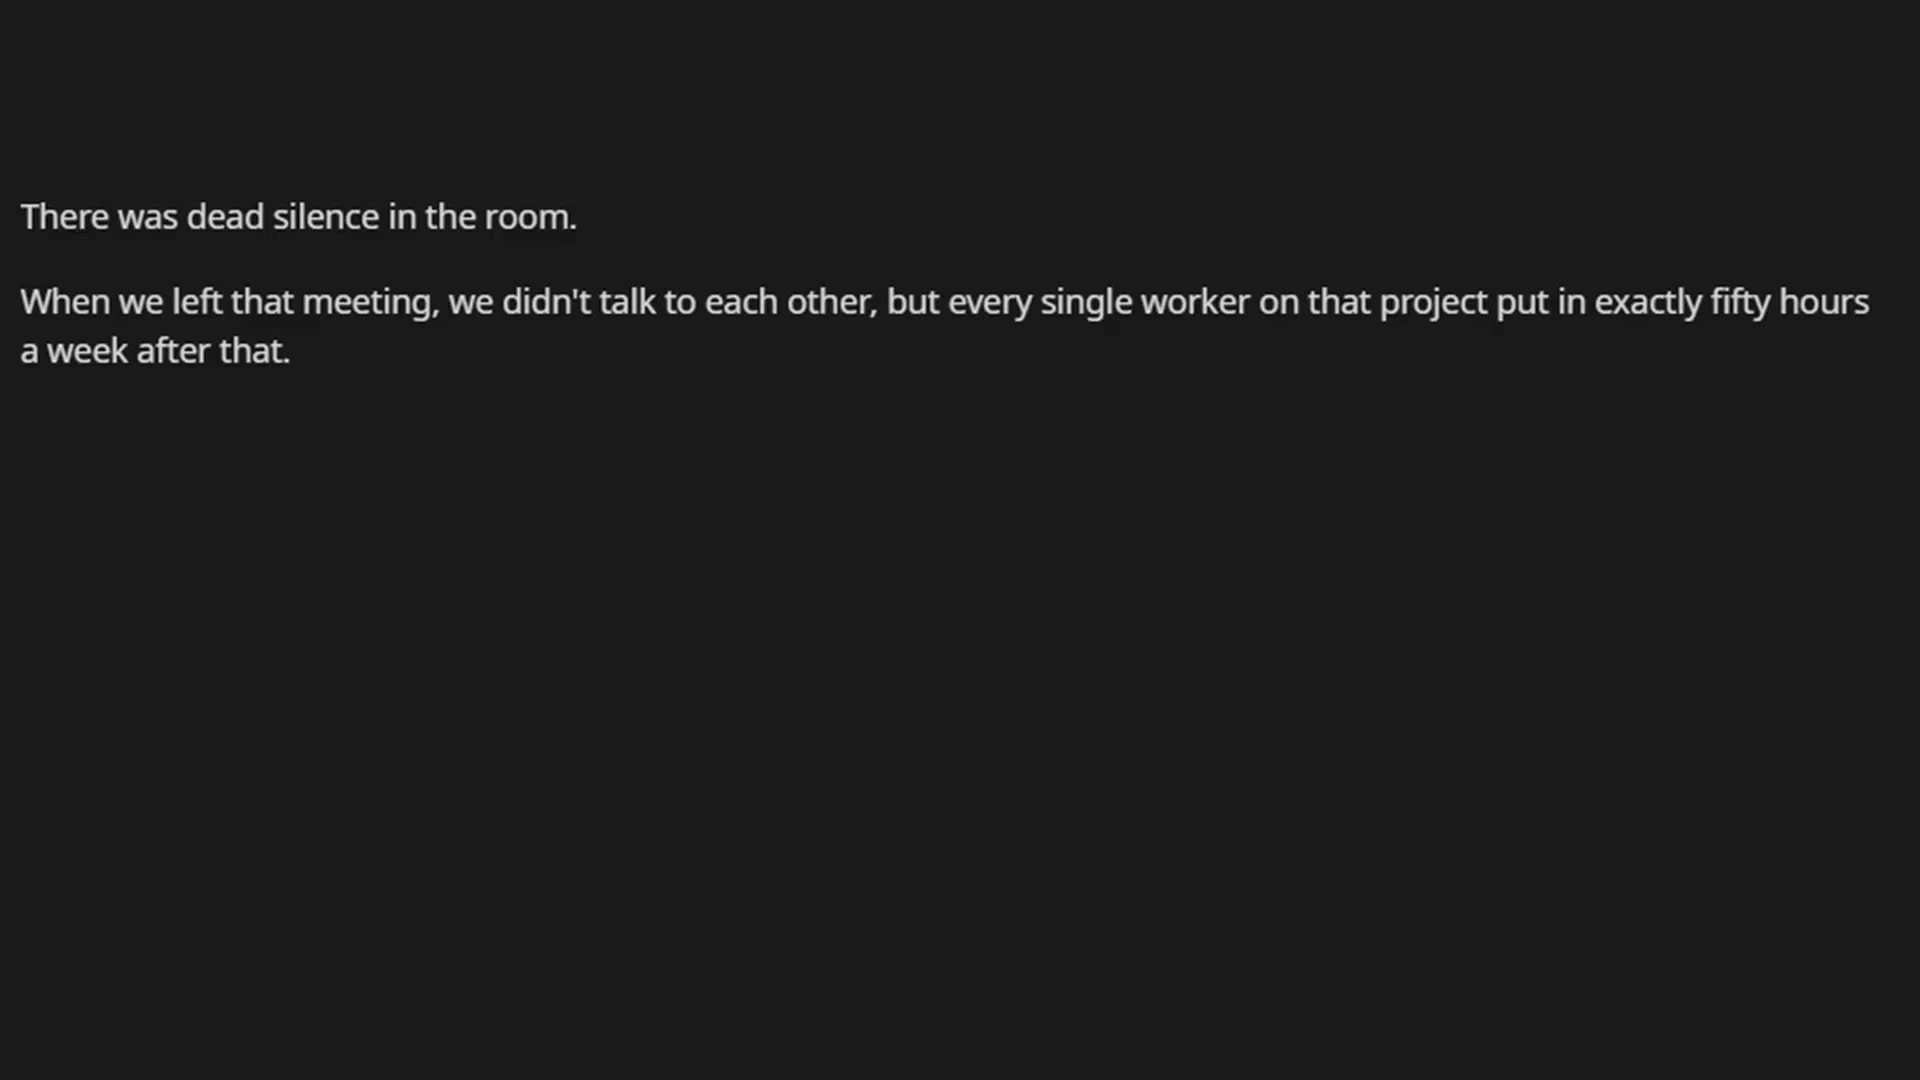 There was dead silence in the room.
When we left that meeting, we didn't talk to each other, but every single worker on that project put in exactly fifty hours
a week after that.